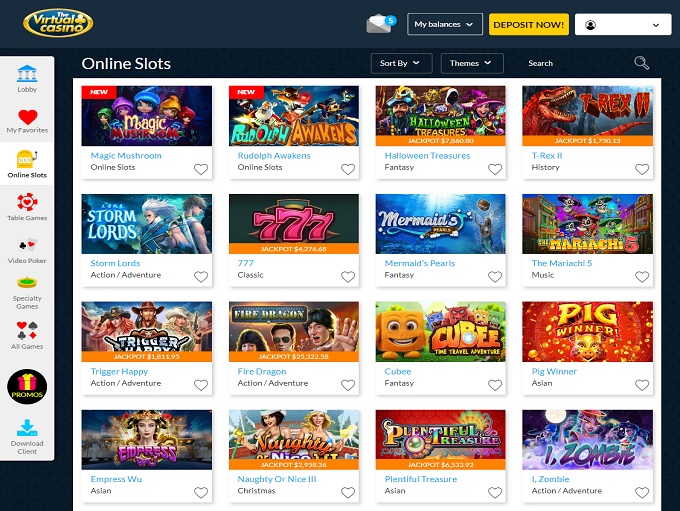 The
Virtual
casino
5
My balances
DEPOSIT NOW!
Online Slots
Sort By
Themes
Search
Lobby
My Favorites
Online Slots
Table Games
Video Poker
Specialty
Games
All Games
PROMOS
Download
Client
NEW
Magic
MUSHROOM
Magic Mushroom
Online Slots
NEW
RUDOLPH AWAKENS
Rudolph Awakens
Online Slots
HALLOWEEN
TREASURES
JACKPOT $7,860.80
Halloween Treasures
Fantasy
T-REX II
JACKPOT $1,750.13
T-Rex II
History
STORM
LORDS
Storm Lords
Action / Adventure
777
JACKPOT $4,276.68
777
Classic
Mermaid's
PEARLS
Mermaid's Pearls
Fantasy
THE MARIACHI 5
The Mariachi 5
Music
TRIGGER
HAPPY
JACKPOT $1,811.95
Trigger Happy
Action / Adventure
FIRE DRAGON
JACKPOT $25,322.58
Fire Dragon
Action / Adventure
CUBEE
TIME TRAVEL ADVENTURE
Cubee
Fantasy
PIG
WINNER!
Pig Winner
Asian
EMPRESS
WU
Empress Wu
Asian
Naughty
Or Nice III
JACKPOT $2,958.26
Naughty Or Nice III
Christmas
PLENTIFUL
TREASURE
JACKPOT $6,533.92
Plentiful Treasure
Asian
I, ZOMBIE
I, Zombie
Action / Adventure